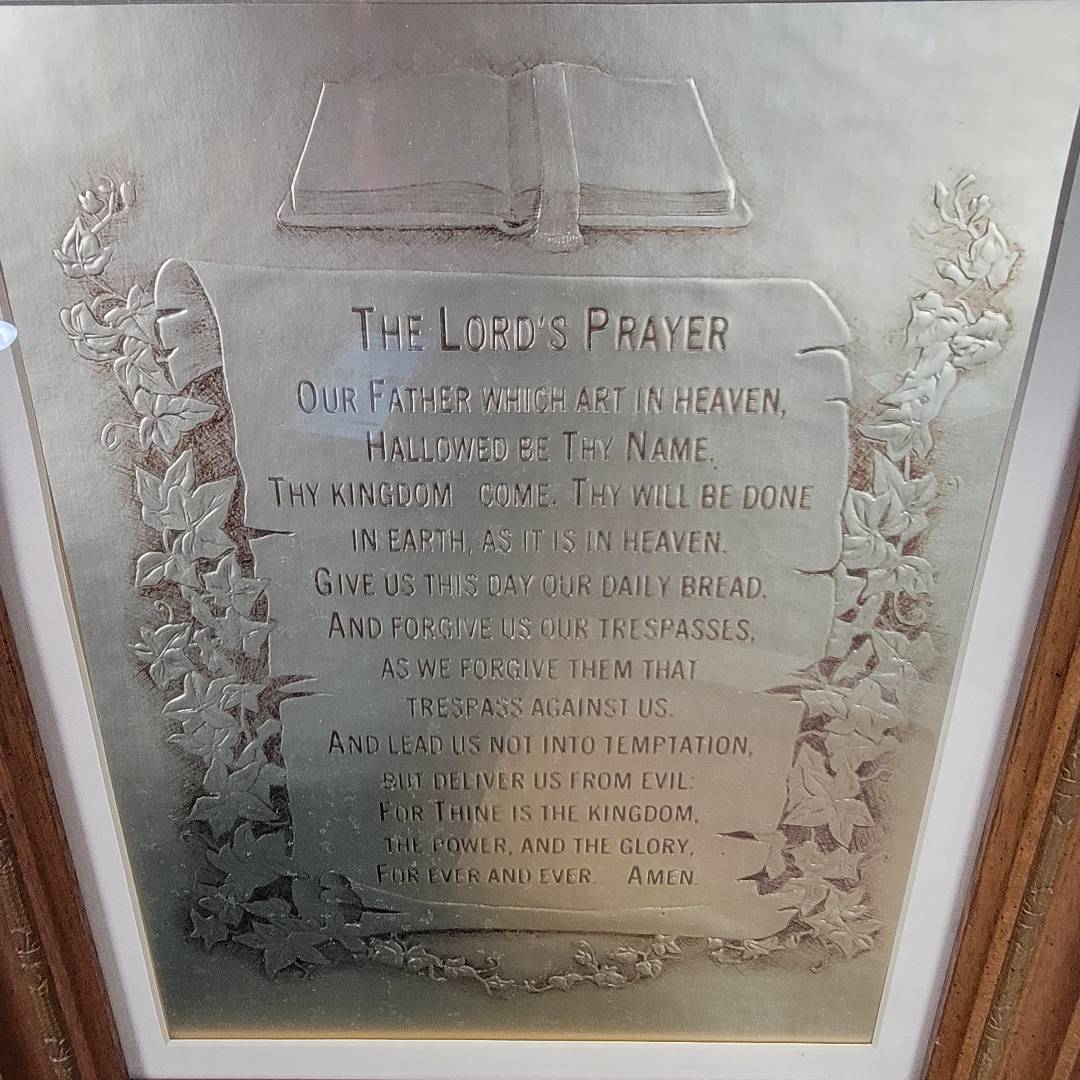 THE LORD'S PRAYER
OUR FATHER WHICH ART IN HEAVEN,
HALLOWED BE THY NAME.
THY KINGDOM COME. THY WILL BE DONE
IN EARTH, AS IT IS IN HEAVEN.
GIVE US THIS DAY OUR DAILY BREAD.
AND FORGIVE US OUR TRESPASSES,
AS WE FORGIVE THEM THAT
TRESPASS AGAINST US.
AND LEAD US NOT INTO TEMPTATION,
BUT DELIVER US FROM EVIL:
FOR THINE IS THE KINGDOM,
THE POWER, AND THE GLORY,
FOR EVER AND EVER. AMEN.